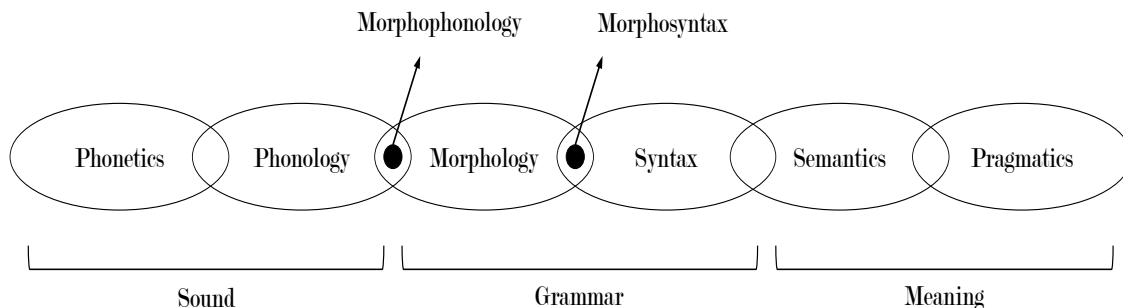 Morphophonology Morphosyntax
Phonetics Phonology Morphology Syntax Semantics Pragmatics
Sound Grammar Meaning